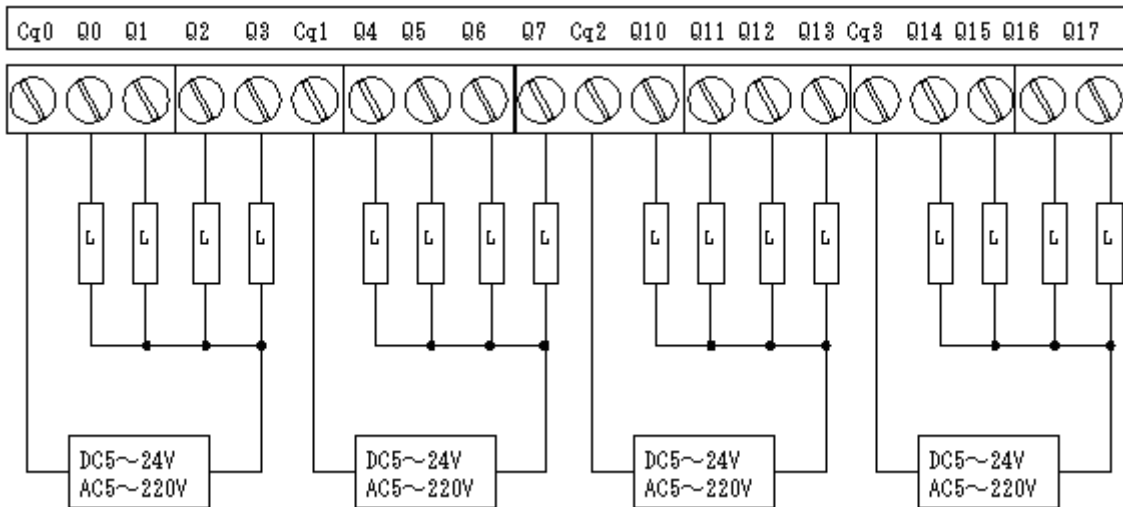 Cq0 Q0 Q1 Q2 Q3 Cq1 Q4 Q5 Q6 Q7 Cq2 Q10 Q11 Q12 Q13 Cq3 Q14 Q15 Q16 Q17
L L L L L L L L L L L L L L L L
DC5～24V
AC5～220V
DC5～24V
AC5～220V
DC5～24V
AC5～220V
DC5～24V
AC5～220V